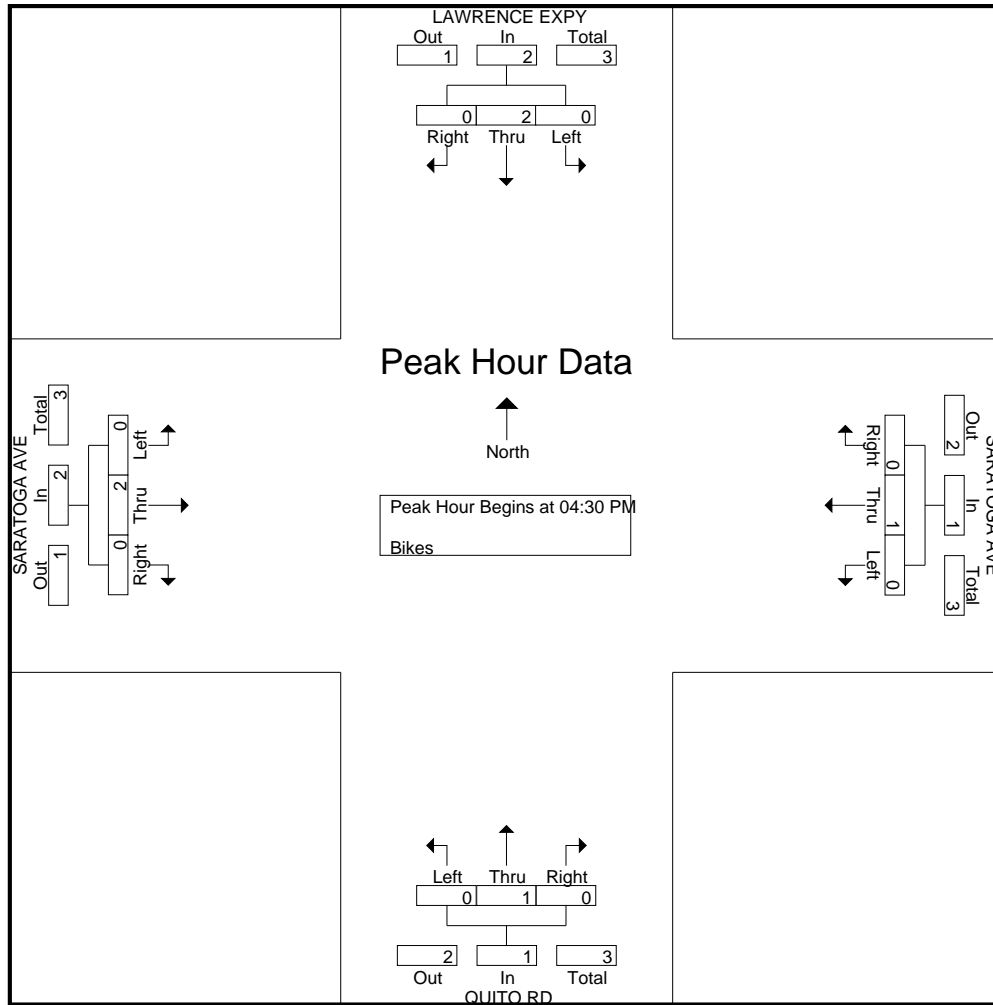 LAWRENCE EXPY
Out In Total
1 2 3
0 2 0
Right Thru Left
Peak Hour Data
North
Peak Hour Begins at 04:30 PM
Bikes
SARATOGA AVE
Out In Total
1 2 3
Right Thru Left
0 2 0
SARATOGA AVE
Out In Total
2 1 3
Right Thru Left
0 1 0
Left Thru Right
0 1 0
2 1 3
Out In Total
QUITO RD